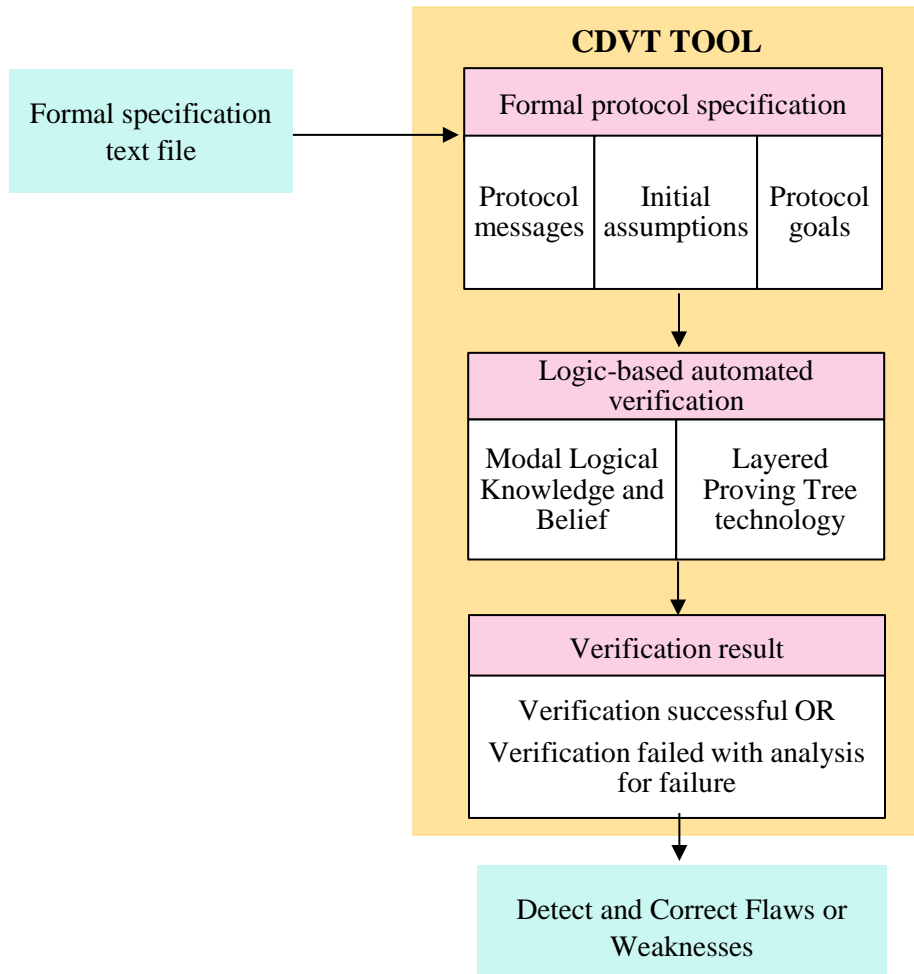 CDVT TOOL
Formal specification
text file
Formal protocol specification
Protocol
messages
Initial
assumptions
Protocol
goals
Logic-based automated
verification
Modal Logical
Knowledge and
Belief
Layered
Proving Tree
technology
Verification result
Verification successful OR
Verification failed with analysis
for failure
Detect and Correct Flaws or
Weaknesses